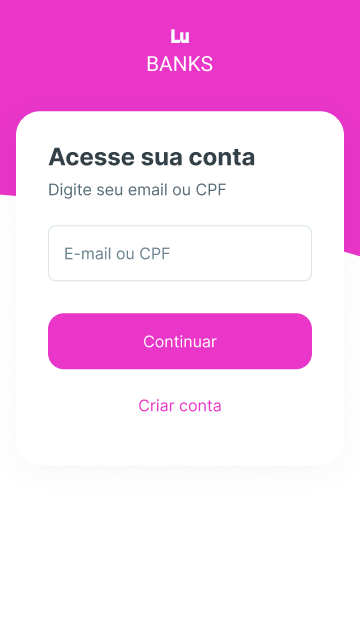 Lu
BANKS
Acesse sua conta
Digite seu email ou CPF
E-mail ou CPF
Continuar
Criar conta